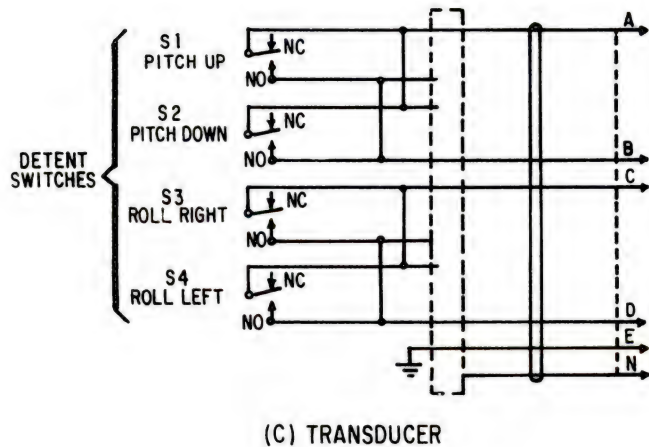 A
S1
PITCH UP
NC
NO
S2
PITCH DOWN
NC
NO
B
DETENT
SWITCHES
C
S3
ROLL RIGHT
NC
NO
S4
ROLL LEFT
NC
NO
D
E
N
(C) TRANSDUCER